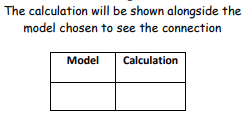 The calculation will be shown alongside the
model chosen to see the connection
Model Calculation